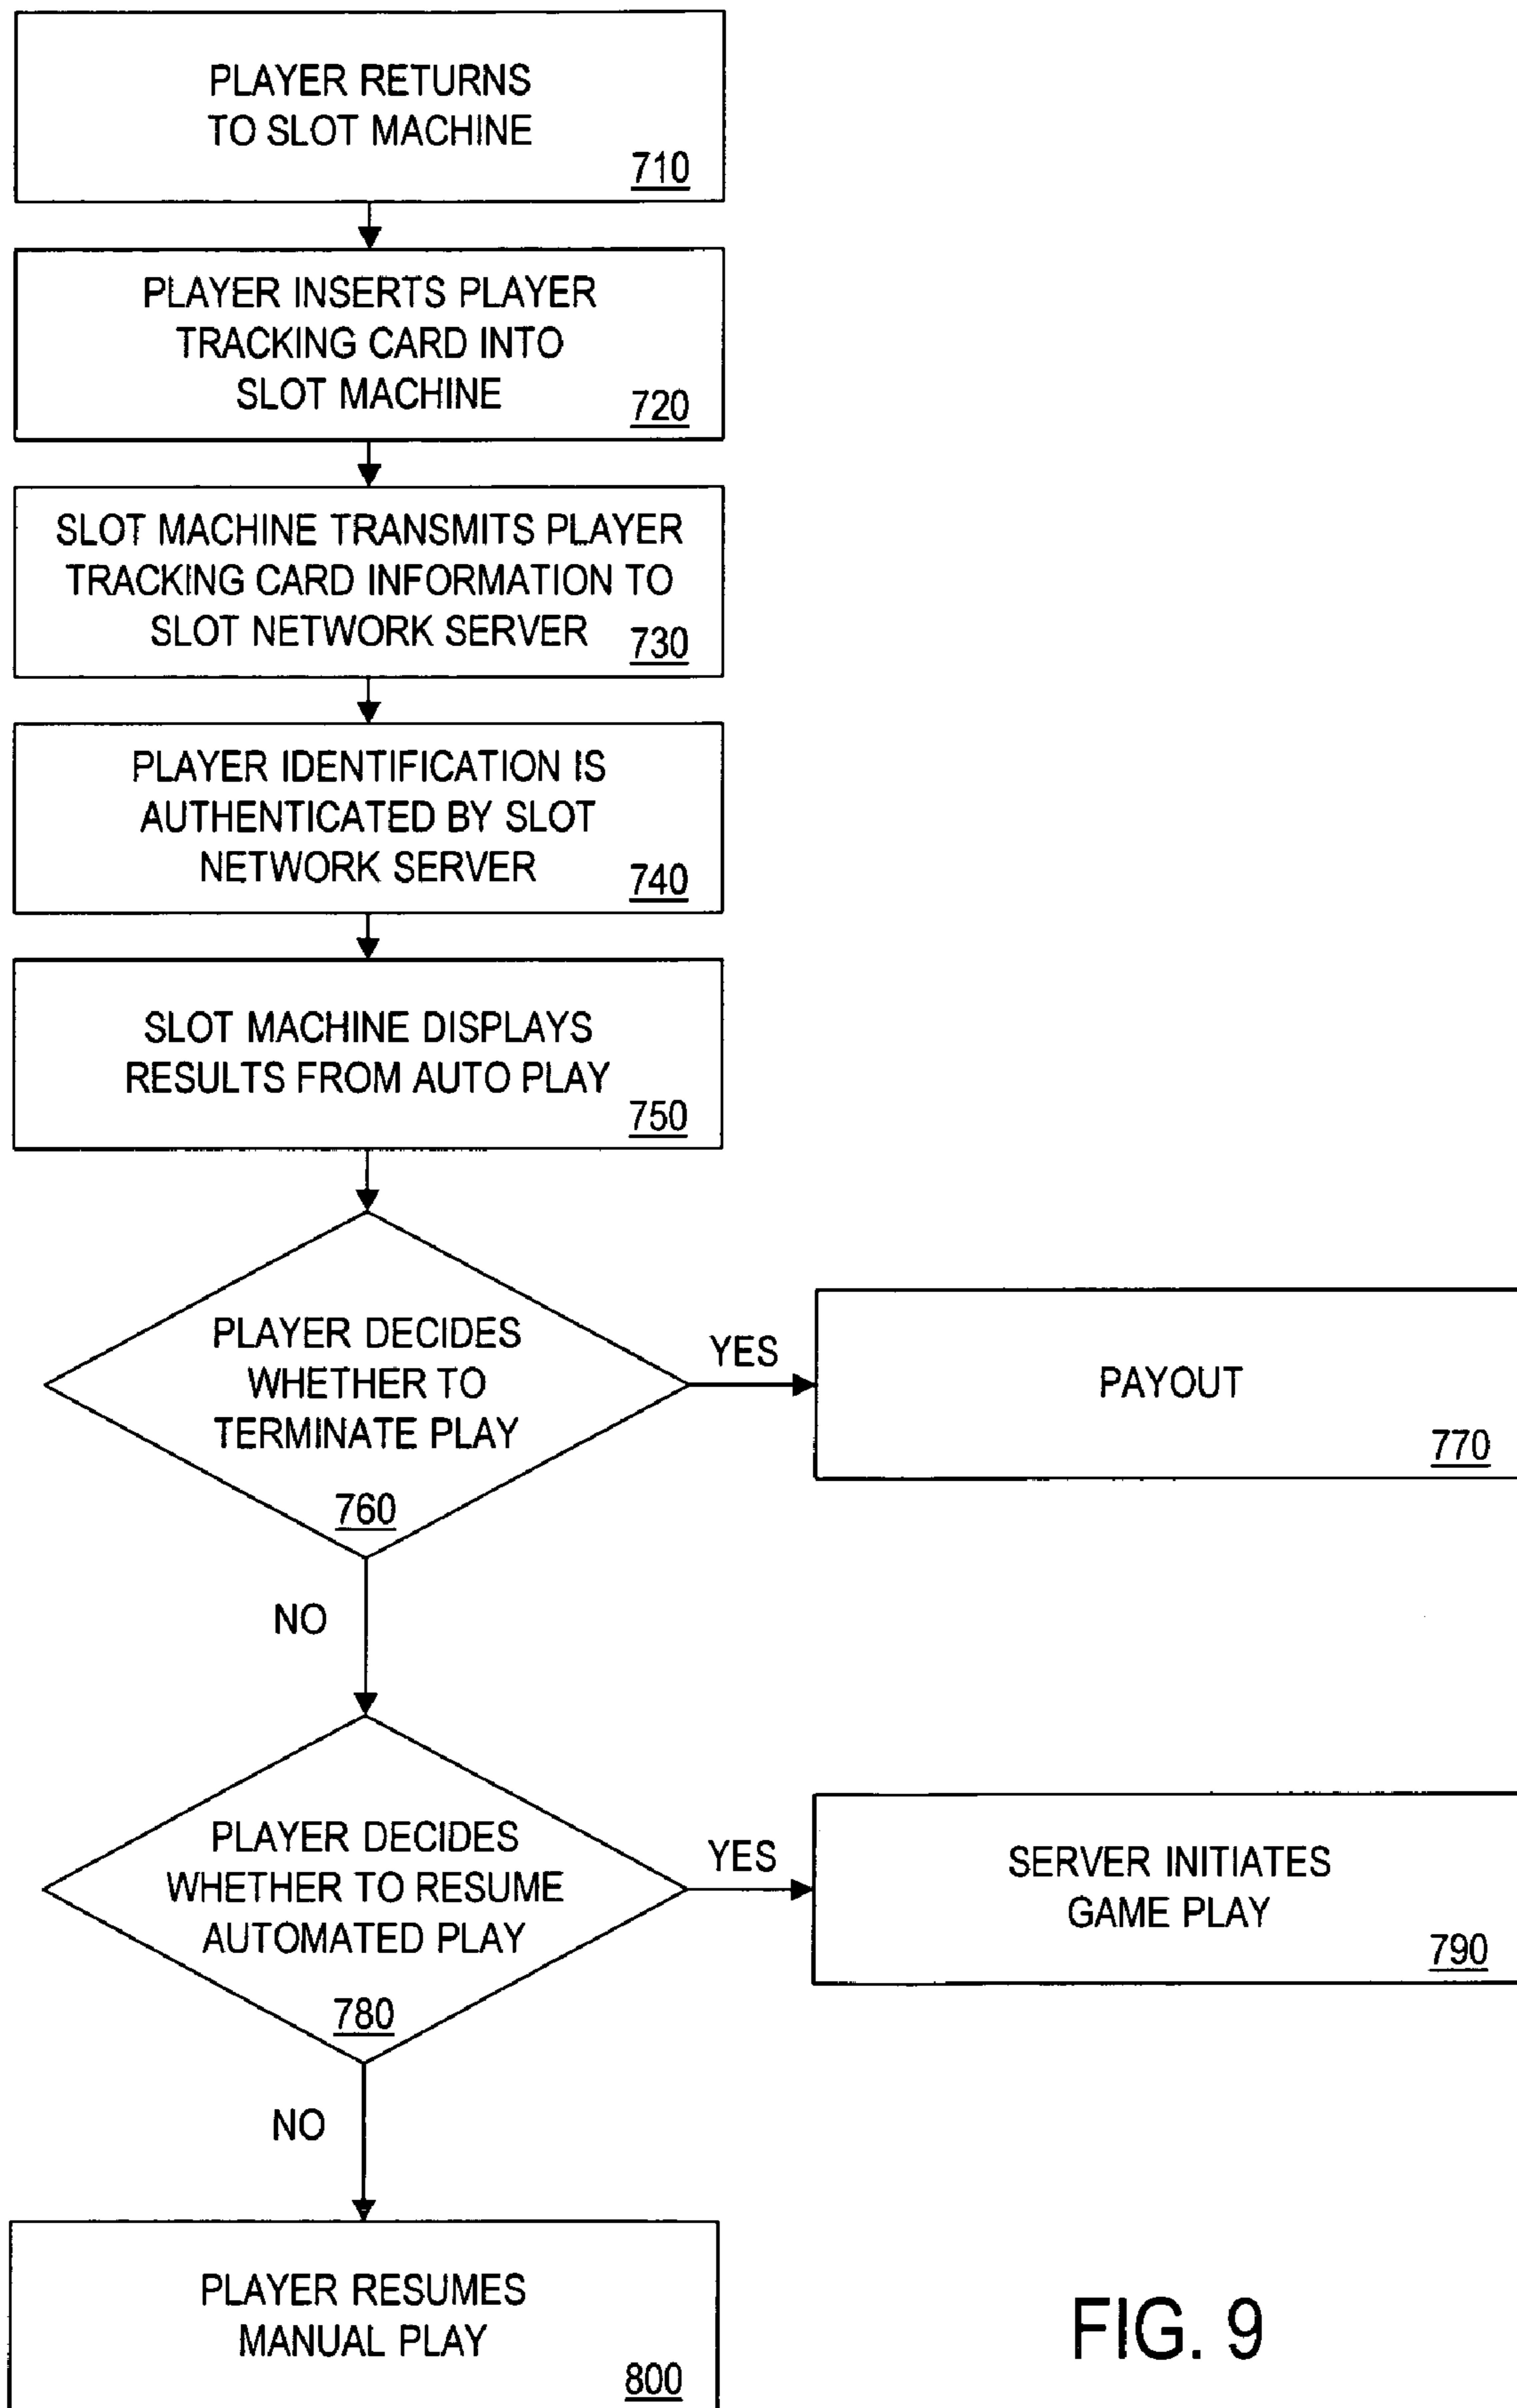 PLAYER RETURNS
TO SLOT MACHINE
710
PLAYER INSERTS PLAYER
TRACKING CARD INTO
SLOT MACHINE
720
SLOT MACHINE TRANSMITS PLAYER
TRACKING CARD INFORMATION TO
SLOT NETWORK SERVER
730
PLAYER IDENTIFICATION IS
AUTHENTICATED BY SLOT
NETWORK SERVER
740
SLOT MACHINE DISPLAYS
RESULTS FROM AUTO PLAY
750
PLAYER DECIDES
WHETHER TO
TERMINATE PLAY
760
YES
PAYOUT
770
NO
PLAYER DECIDES
WHETHER TO RESUME
AUTOMATED PLAY
780
YES
SERVER INITIATES
GAME PLAY
790
NO
PLAYER RESUMES
MANUAL PLAY
800
FIG. 9